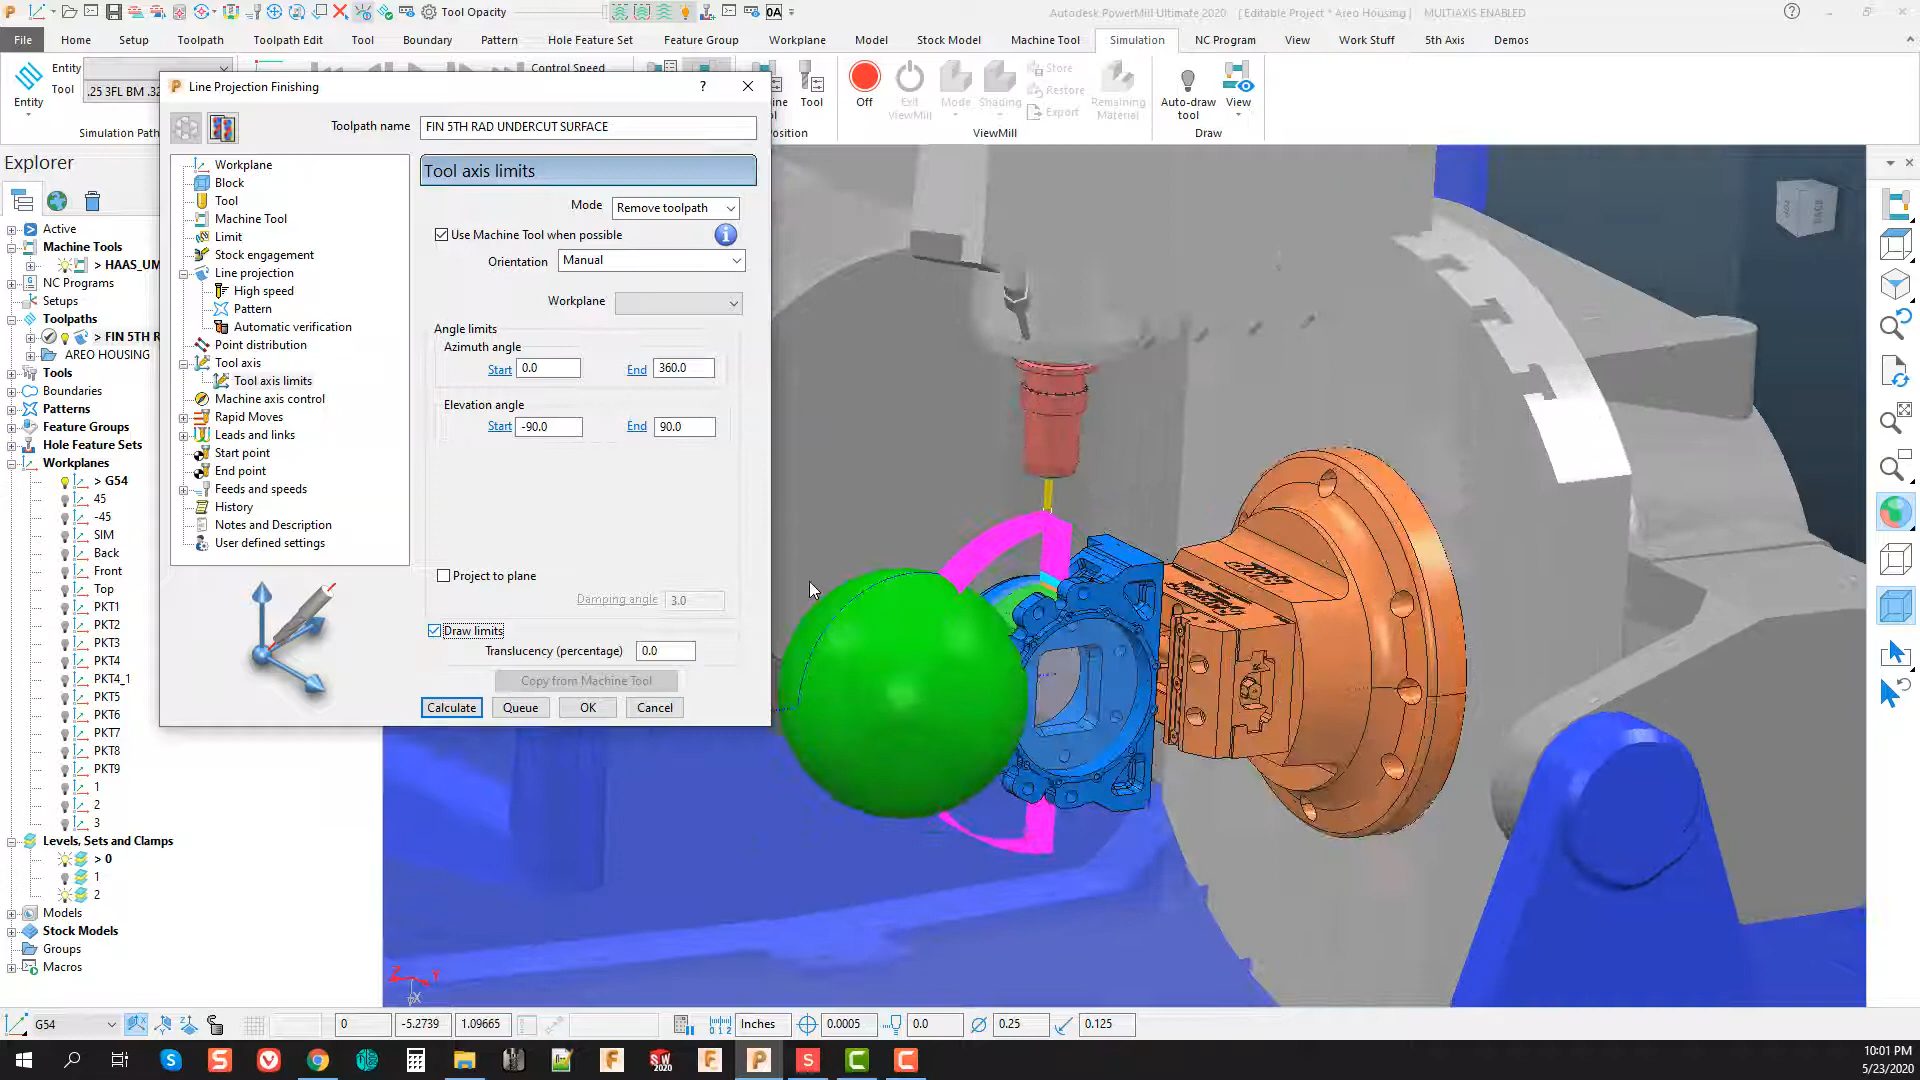 Tool Opacity
0A
Autodesk PowerMill Ultimate 2020 [ Editable Project * Areo Housing ] MULTIAXIS ENABLED
File Home Setup Toolpath Toolpath Edit Tool Boundary Pattern Hole Feature Set Feature Group Workplane Model Stock Model Machine Tool Simulation NC Program View Work Stuff 5th Axis Demos
Entity
Entity
Tool .25 3FL BM .32
Control Speed
Tool
Off
Exit ViewMill
Mode
Shading
Store
Restore
Export
Remaining Material
Auto-draw tool
View
Simulation
ViewMill
Draw
Line Projection Finishing
?
Toolpath name FIN 5TH RAD UNDERCUT SURFACE
Workplane
Block
Tool
Machine Tool
Limit
Stock engagement
Line projection
High speed
Pattern
Automatic verification
Point distribution
Tool axis
Tool axis limits
Machine axis control
Rapid Moves
Leads and links
Start point
End point
Feeds and speeds
History
Notes and Description
User defined settings
Tool axis limits
Mode Remove toolpath
Use Machine Tool when possible
Orientation Manual
Workplane
Angle limits
Azimuth angle
Start 0.0 End 360.0
Elevation angle
Start -90.0 End 90.0
Project to plane
Damping angle 3.0
Draw limits
Translucency (percentage) 0.0
Copy from Machine Tool
Calculate Queue OK Cancel
Explorer
Active
Machine Tools
> HAAS_UM
NC Programs
Setups
Toolpaths
> FIN 5TH R
AREO HOUSING
Tools
Boundaries
Patterns
Feature Groups
Hole Feature Sets
Workplanes
> G54
45
-45
SIM
Back
Front
Top
PKT1
PKT2
PKT3
PKT4
PKT4_1
PKT5
PKT6
PKT7
PKT8
PKT9
1
2
3
Levels, Sets and Clamps
> 0
1
2
Models
Stock Models
Groups
Macros
TOP
BACK
Z Y
X
G54 0 -5.2739 1.09665 Inches 0.0005 0.0 0.25 0.125
10:01 PM
5/23/2020